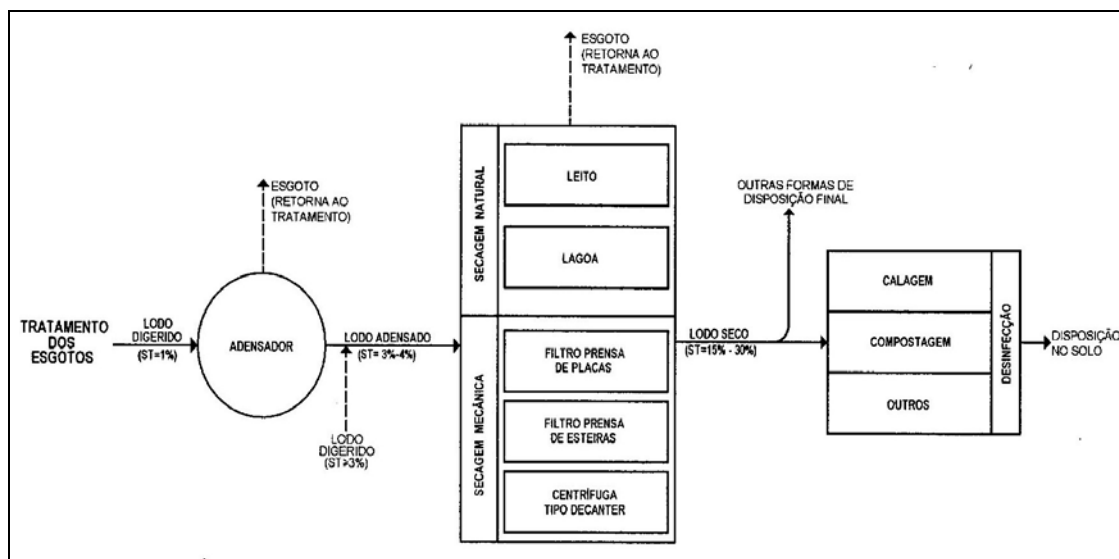 TRATAMENTO
DOS
ESGOTOS
LODO
DIGERIDO
(ST=1%)
ESGOTO
(RETORNA AO
TRATAMENTO)
ADENSADOR
LODO ADENSADO
(ST= 3%-4%)
LODO
DIGERIDO
(ST≥3%)
ESGOTO
(RETORNA AO
TRATAMENTO)
SECAGEM NATURAL
LEITO
LAGOA
SECAGEM MECÂNICA
FILTRO PRENSA
DE PLACAS
FILTRO PRENSA
DE ESTEIRAS
CENTRÍFUGA
TIPO DECANTER
LODO SECO
(ST=15% - 30%)
OUTRAS FORMAS DE
DISPOSIÇÃO FINAL
CALAGEM
COMPOSTAGEM
OUTROS
DESINFECÇÃO
DISPOSIÇÃO
NO SOLO